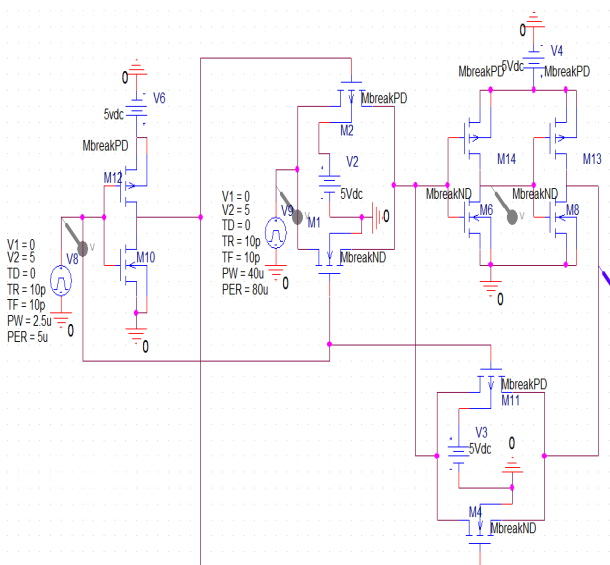 0
V6
5vdc
MbreakPD
M12
M10
0
V1 = 0
V2 = 5
TD = 0
TR = 10p
TF = 10p
PW = 2.5u
PER = 5u
V8
V
0
MbreakPD
M2
V2
5Vdc
0
V1 = 0
V2 = 5
TD = 0
TR = 10p
TF = 10p
PW = 40u
PER = 80u
V9
V
M1
MbreakND
0
0
V4
5Vdc
MbreakPD
MbreakPD
M14
M13
MbreakND
MbreakND
M6
M8
V
0
MbreakPD
M11
V3
5Vdc
0
M4
MbreakND